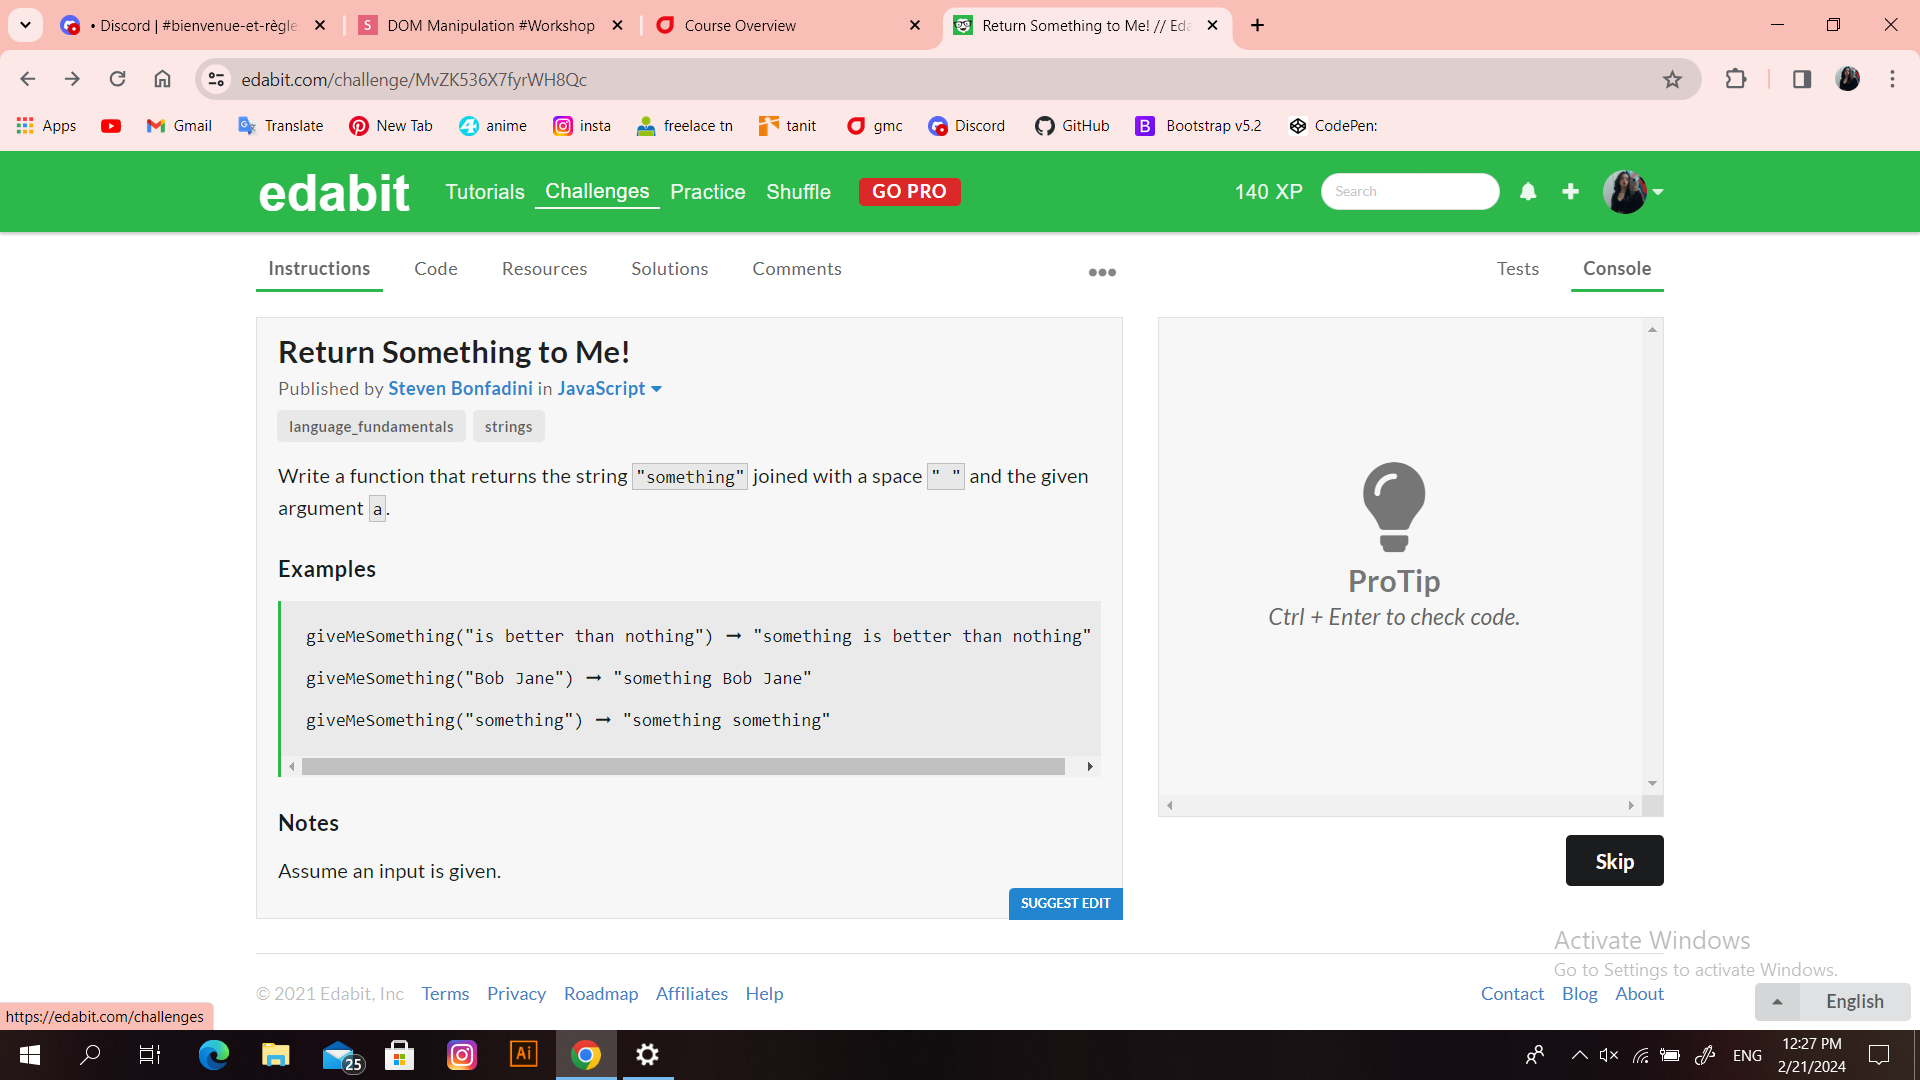 • Discord | #bienvenue-et-règle
S DOM Manipulation #Workshop
Course Overview
Return Something to Me! // Eda
edabit.com/challenge/MvZK536X7fyrWH8Qc
Apps Gmail Translate New Tab anime insta freelace tn tanit gmc Discord GitHub B Bootstrap v5.2 CodePen:
edabit Tutorials Challenges Practice Shuffle GO PRO 140 XP Search
Instructions Code Resources Solutions Comments Tests Console
Return Something to Me!
Published by Steven Bonfadini in JavaScript
language_fundamentals strings
Write a function that returns the string "something" joined with a space " " and the given
argument a.
Examples
giveMeSomething("is better than nothing") ➞ "something is better than nothing"
giveMeSomething("Bob Jane") ➞ "something Bob Jane"
giveMeSomething("something") ➞ "something something"
Notes
Assume an input is given.
SUGGEST EDIT
ProTip
Ctrl + Enter to check code.
Skip
Activate Windows
Go to Settings to activate Windows.
© 2021 Edabit, Inc Terms Privacy Roadmap Affiliates Help Contact Blog About
English
https://edabit.com/challenges
25 Ai ENG 12:27 PM
2/21/2024